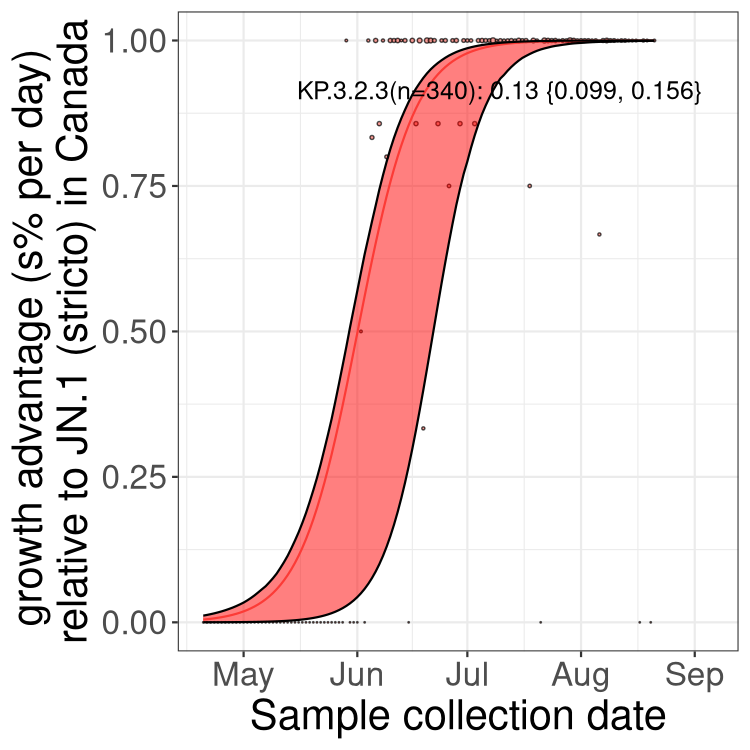 growth advantage (s% per day)
relative to JN.1 (stricto) in Canada
1.00
0.75
0.50
0.25
0.00
KP.3.2.3(n=340): 0.13 {0.099, 0.156}
May Jun Jul Aug Sep
Sample collection date